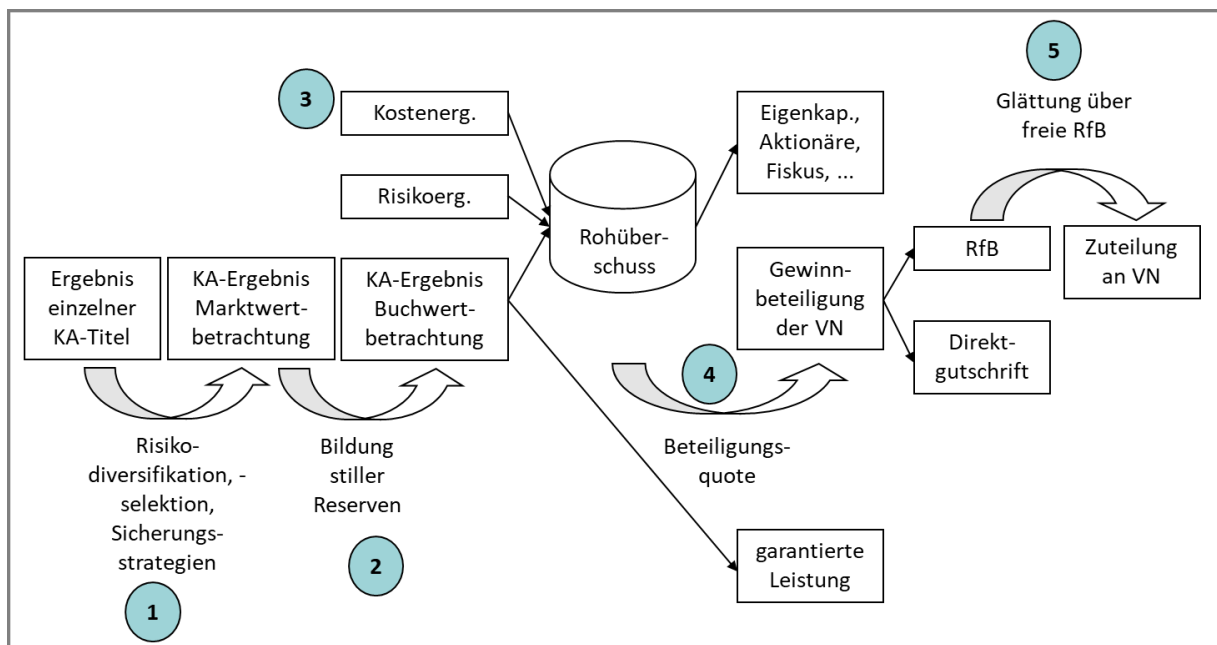 5
Glättung über
freie RfB
3
Kostenerg.
Eigenkap.,
Aktionäre,
Fiskus, ...
Risikoerg.
Rohüber-
schuss
RfB
Zuteilung
an VN
Ergebnis
einzelner
KA-Titel
KA-Ergebnis
Marktwert-
betrachtung
KA-Ergebnis
Buchwert-
betrachtung
Gewinn-
beteiligung
der VN
Direkt-
gutschrift
4
Risiko-
diversifikation, -
selektion,
Sicherungs-
strategien
Bildung
stiller
Reserven
Beteiligungs-
quote
garantierte
Leistung
1
2